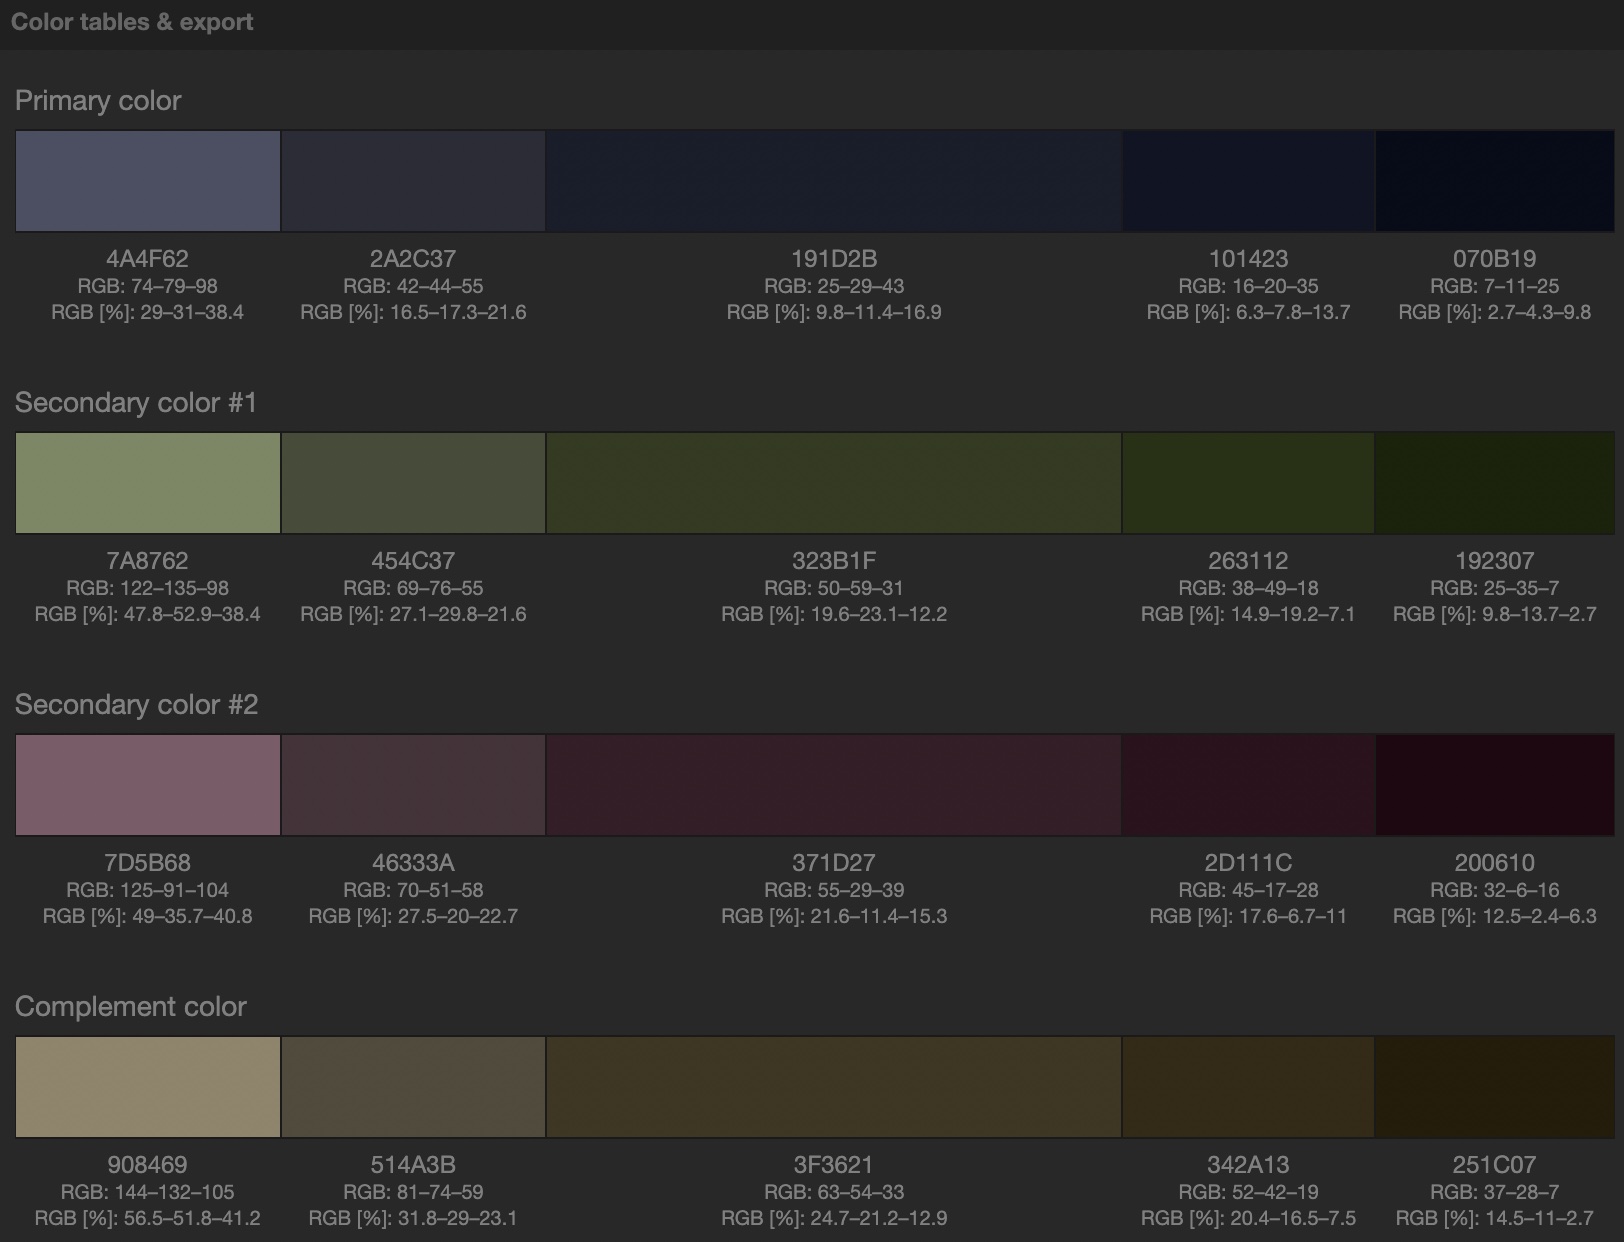 Color tables & export
Primary color
4A4F62 2A2C37 191D2B 101423 070B19
RGB: 74–79–98 RGB: 42–44–55 RGB: 25–29–43 RGB: 16–20–35 RGB: 7–11–25
RGB [%]: 29–31–38.4 RGB [%]: 16.5–17.3–21.6 RGB [%]: 9.8–11.4–16.9 RGB [%]: 6.3–7.8–13.7 RGB [%]: 2.7–4.3–9.8
Secondary color #1
7A8762 454C37 323B1F 263112 192307
RGB: 122–135–98 RGB: 69–76–55 RGB: 50–59–31 RGB: 38–49–18 RGB: 25–35–7
RGB [%]: 47.8–52.9–38.4 RGB [%]: 27.1–29.8–21.6 RGB [%]: 19.6–23.1–12.2 RGB [%]: 14.9–19.2–7.1 RGB [%]: 9.8–13.7–2.7
Secondary color #2
7D5B68 46333A 371D27 2D111C 200610
RGB: 125–91–104 RGB: 70–51–58 RGB: 55–29–39 RGB: 45–17–28 RGB: 32–6–16
RGB [%]: 49–35.7–40.8 RGB [%]: 27.5–20–22.7 RGB [%]: 21.6–11.4–15.3 RGB [%]: 17.6–6.7–11 RGB [%]: 12.5–2.4–6.3
Complement color
908469 514A3B 3F3621 342A13 251C07
RGB: 144–132–105 RGB: 81–74–59 RGB: 63–54–33 RGB: 52–42–19 RGB: 37–28–7
RGB [%]: 56.5–51.8–41.2 RGB [%]: 31.8–29–23.1 RGB [%]: 24.7–21.2–12.9 RGB [%]: 20.4–16.5–7.5 RGB [%]: 14.5–11–2.7